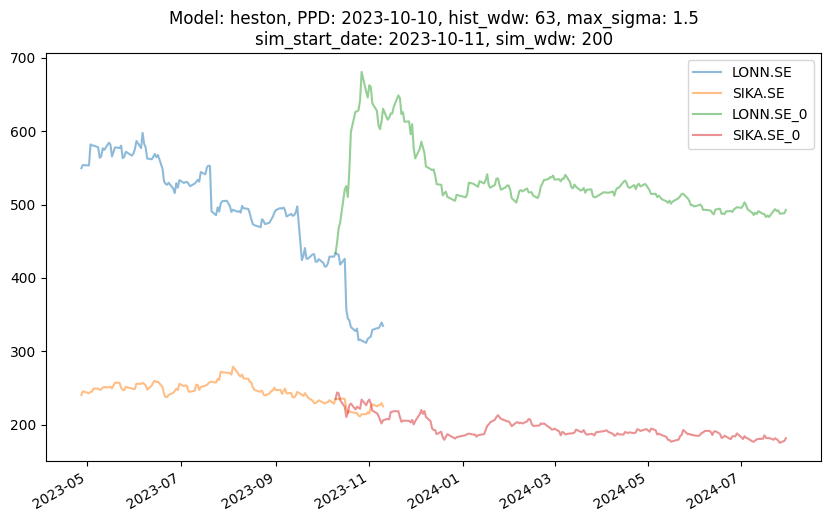 Model: heston, PPD: 2023-10-10, hist_wdw: 63, max_sigma: 1.5
sim_start_date: 2023-10-11, sim_wdw: 200
700
600
500
400
300
200
LONN.SE
SIKA.SE
LONN.SE_0
SIKA.SE_0
2023-05
2023-07
2023-09
2023-11
2024-01
2024-03
2024-05
2024-07